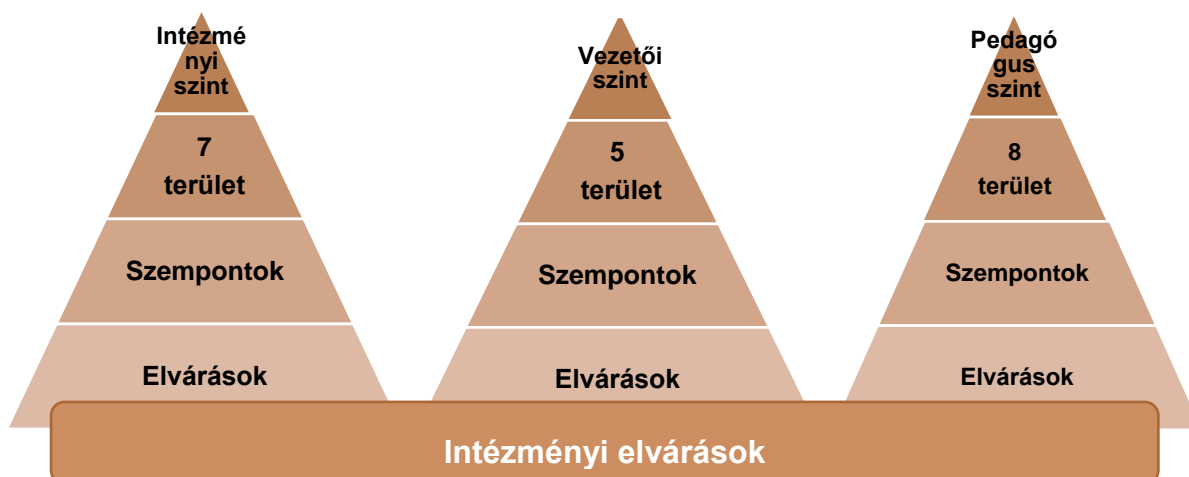 Intézmé
nyi
szint
7
terület
Szempontok
Elvárások
Vezetői
szint
5
terület
Szempontok
Elvárások
Pedagó
gus
szint
8
terület
Szempontok
Elvárások
Intézményi elvárások